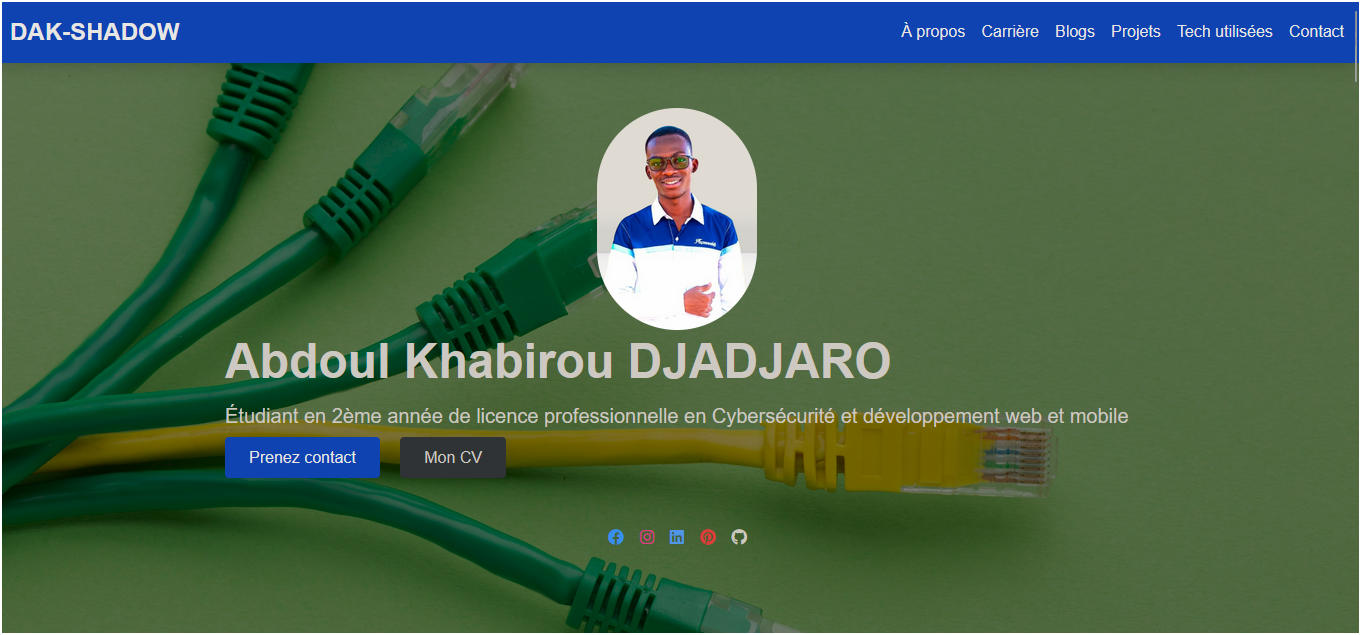 DAK-SHADOW
À propos Carrière Blogs Projets Tech utilisées Contact
Abdoul Khabirou DJADJARO
Étudiant en 2ème année de licence professionnelle en Cybersécurité et développement web et mobile
Prenez contact Mon CV